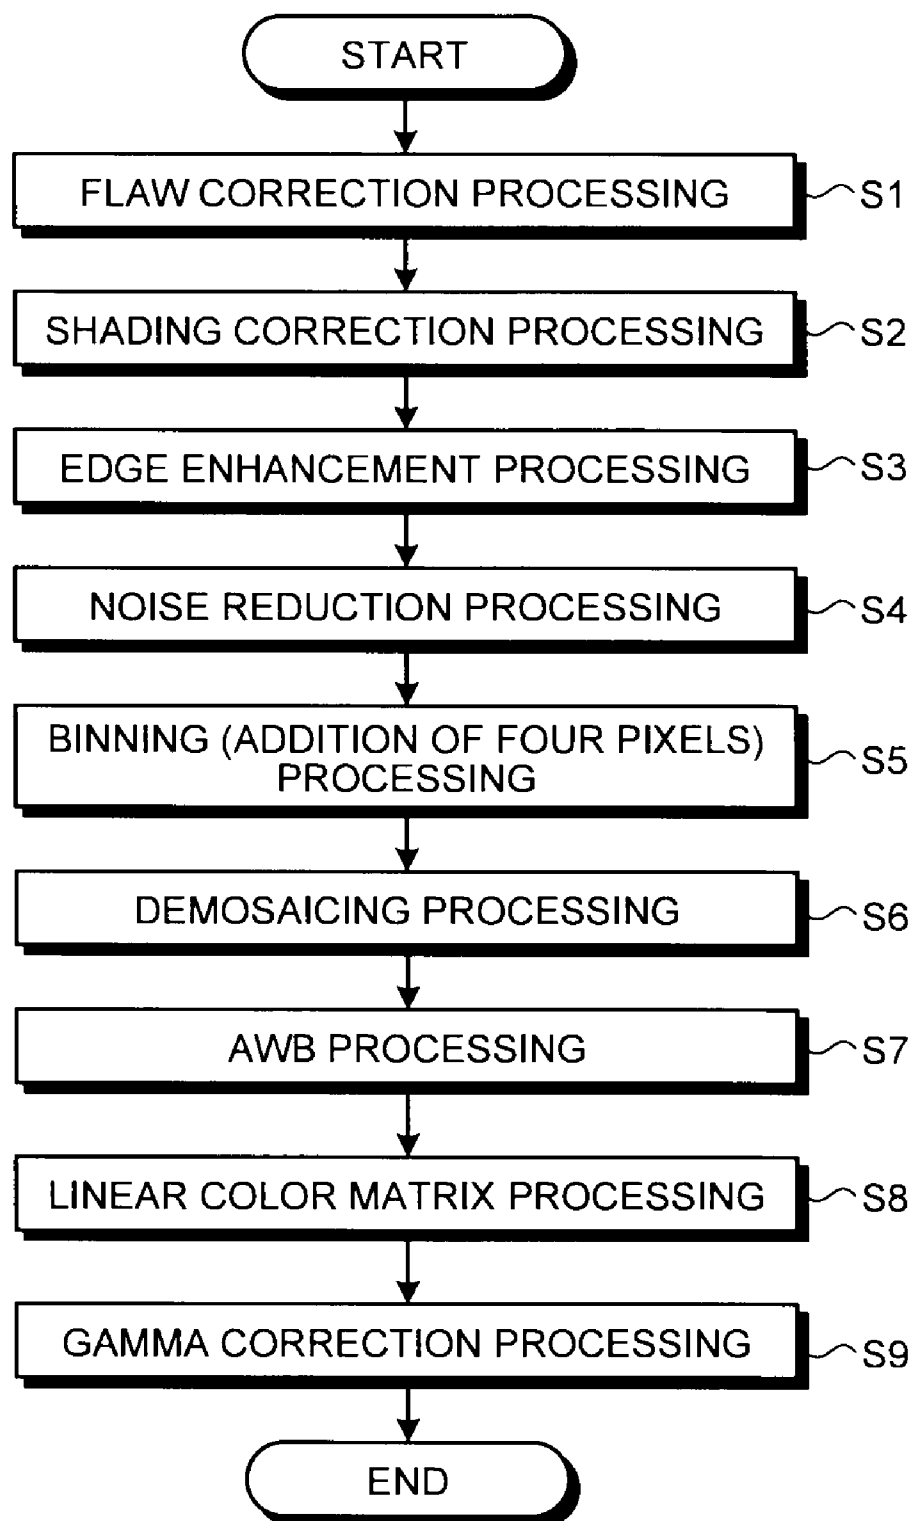 START
FLAW CORRECTION PROCESSING
S1
SHADING CORRECTION PROCESSING
S2
EDGE ENHANCEMENT PROCESSING
S3
NOISE REDUCTION PROCESSING
S4
BINNING (ADDITION OF FOUR PIXELS)
PROCESSING
S5
DEMOSAICING PROCESSING
S6
AWB PROCESSING
S7
LINEAR COLOR MATRIX PROCESSING
S8
GAMMA CORRECTION PROCESSING
S9
END